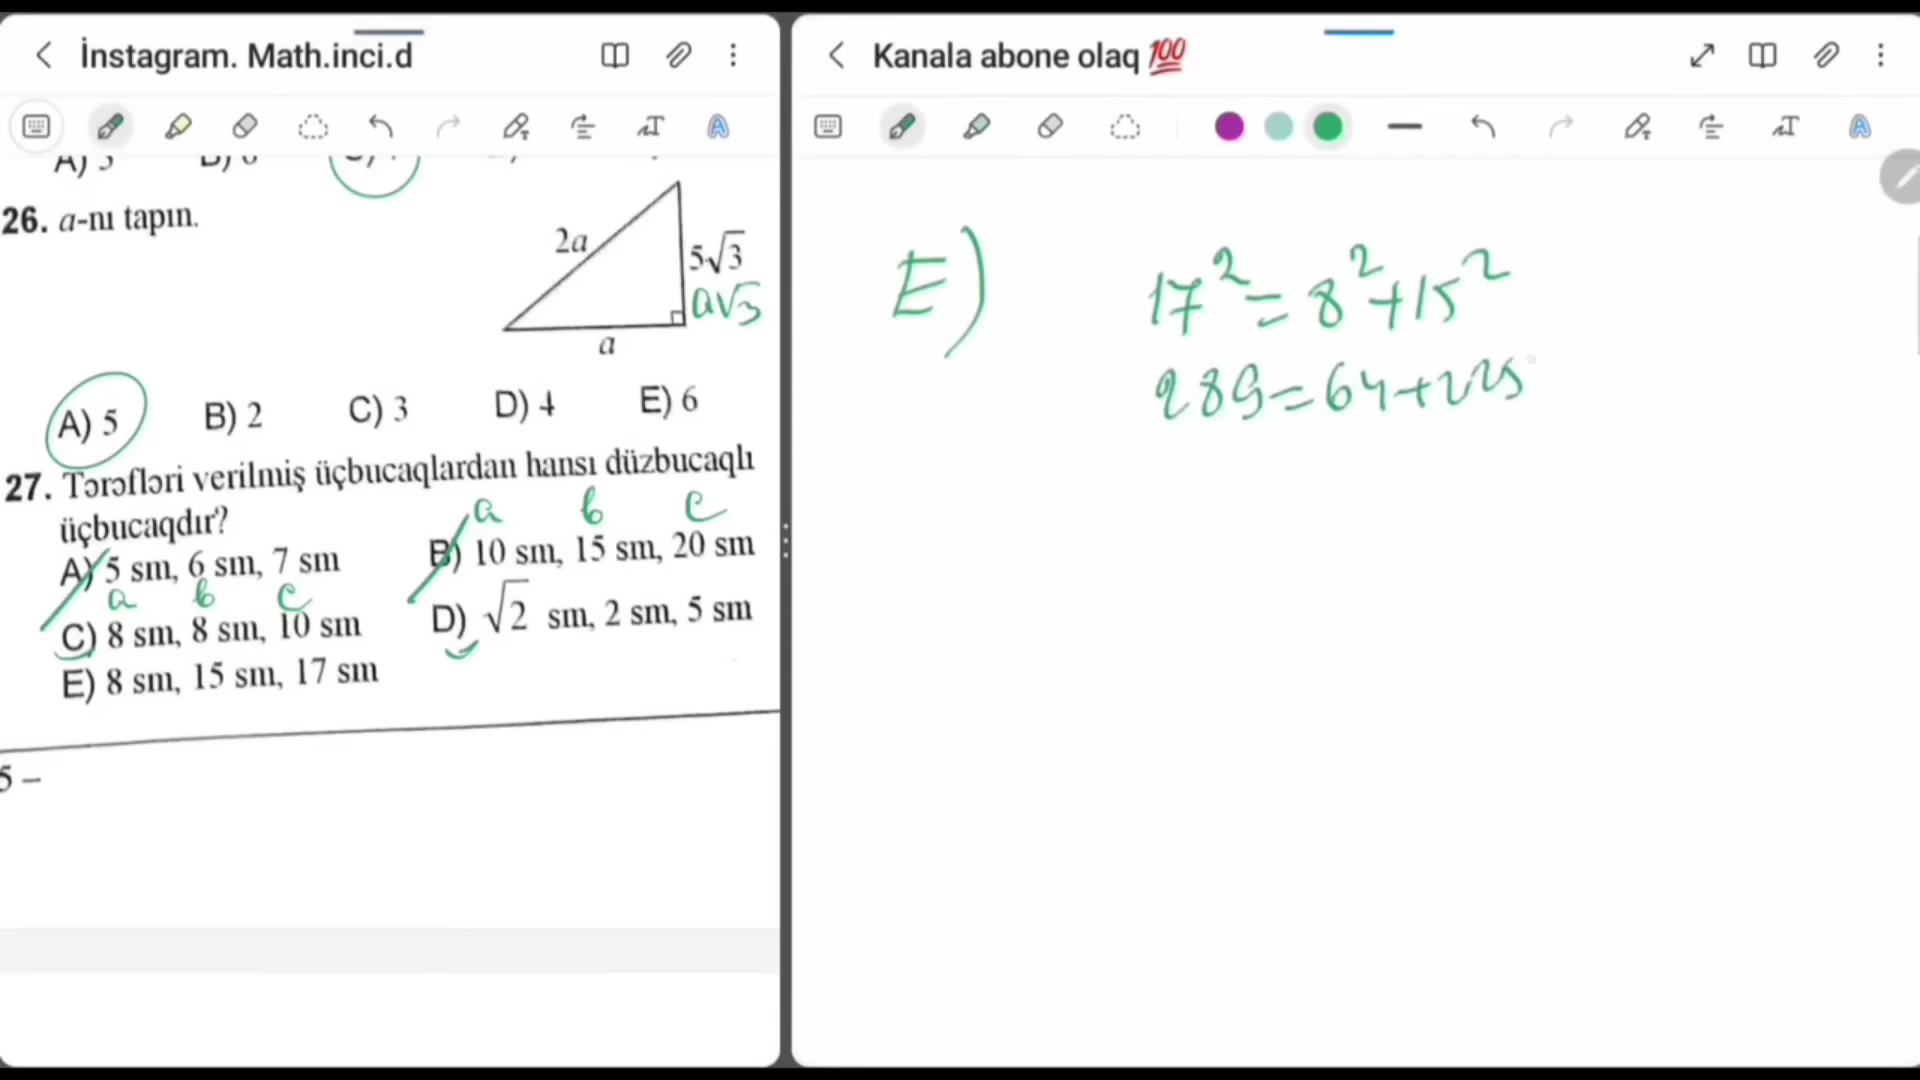 İnstagram. Math.inci.d
26. a-nı tapın.
2a
5√3
a√3
a
A) 5 B) 2 C) 3 D) 4 E) 6
27. Tərəfləri verilmiş üçbucaqlardan hansı düzbucaqlı
üçbucaqdır?
a b c
A) 5 sm, 6 sm, 7 sm B) 10 sm, 15 sm, 20 sm
a b c
C) 8 sm, 8 sm, 10 sm D) √2 sm, 2 sm, 5 sm
E) 8 sm, 15 sm, 17 sm
5 –
Kanala abone olaq 💯
E) 17² = 8² + 15²
289 = 64 + 225